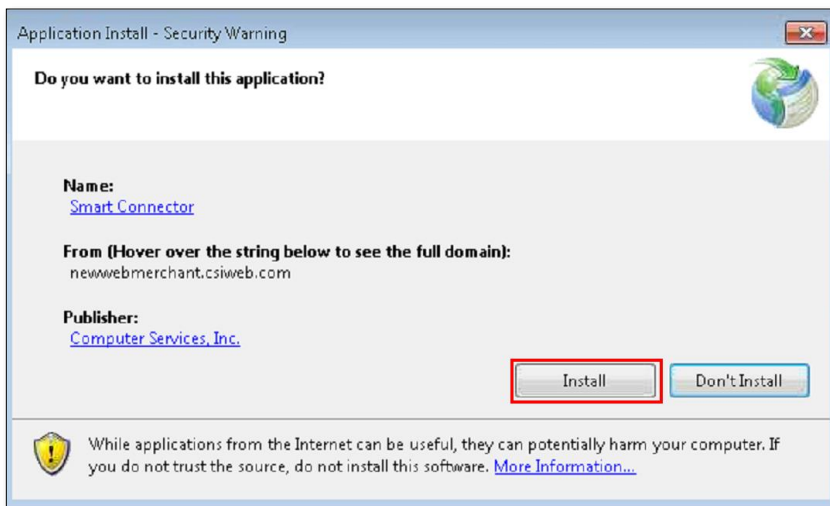 Application Install - Security Warning
Do you want to install this application?
Name:
Smart Connector
From (Hover over the string below to see the full domain):
newwebmerchant.csiweb.com
Publisher:
Computer Services, Inc.
Install
Don't Install
While applications from the Internet can be useful, they can potentially harm your computer. If
you do not trust the source, do not install this software. More Information...